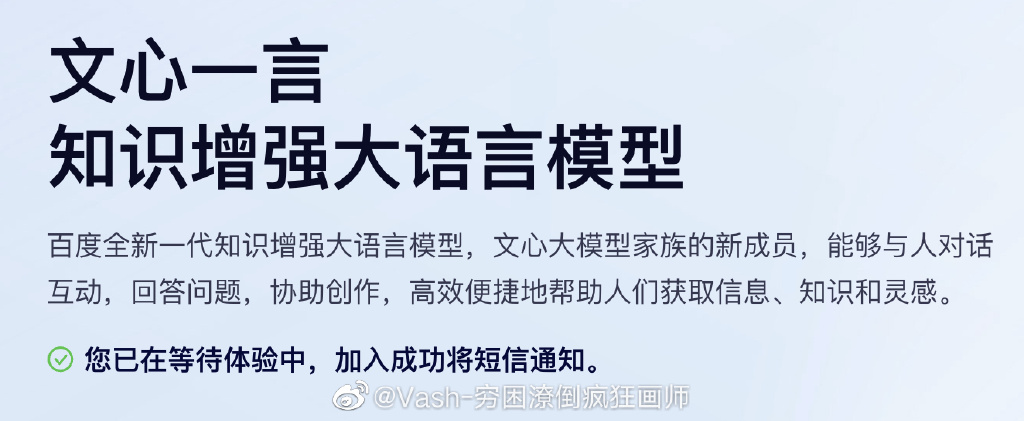 文心一言
知识增强大语言模型
百度全新一代知识增强大语言模型，文心大模型家族的新成员，能够与人对话
互动，回答问题，协助创作，高效便捷地帮助人们获取信息、知识和灵感。
您已在等待体验中，加入成功将短信通知。
@Vash-穷困潦倒疯狂画师